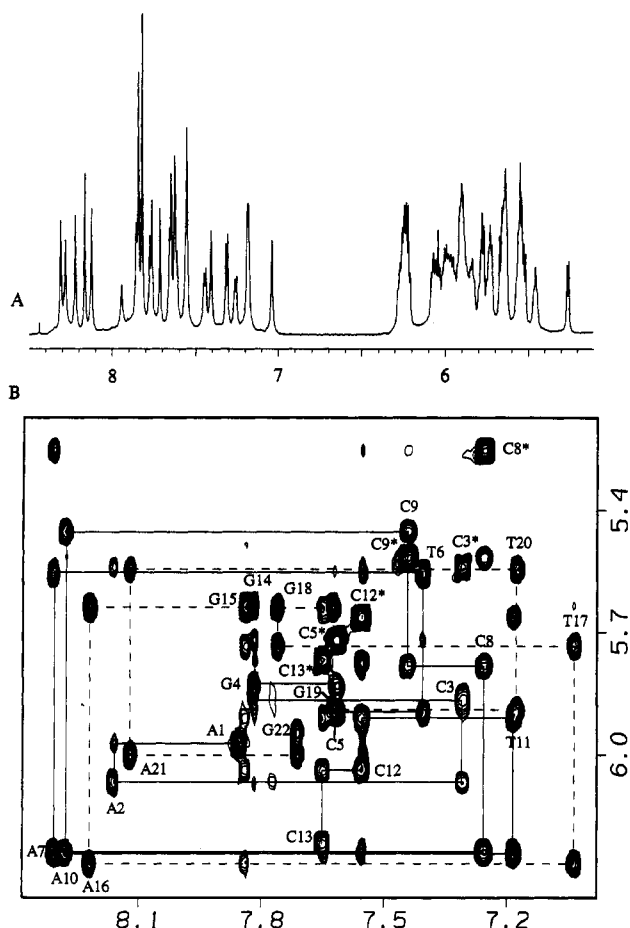 A
8 7 6
B
C8*
5.4
C9
C9*
T6
C3*
T20
G15
G14
G18
C12*
T17
5.7
C5*
C13*
C8
G4
G19
C3
A1
G22
C5
T11
A21
C12
6.0
A2
C13
A7
A10
A16
8.1 7.8 7.5 7.2